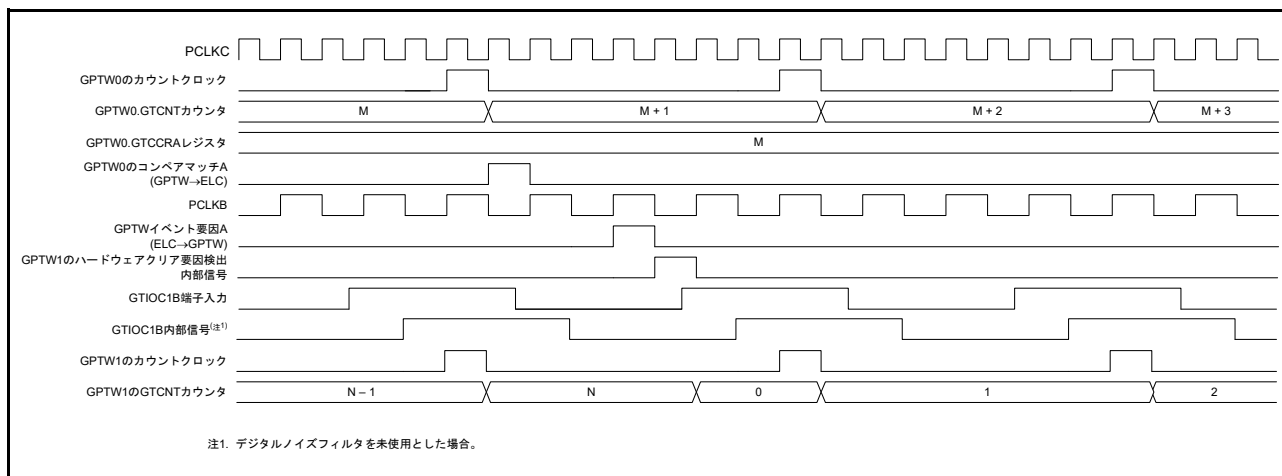 PCLKC
GPTW0のカウントクロック
GPTW0.GTCNTカウンタ M M + 1 M + 2 M + 3
GPTW0.GTCCRAレジスタ M
GPTW0のコンペアマッチA
(GPTW→ELC)
PCLKB
GPTWイベント要因A
(ELC→GPTW)
GPTW1のハードウェアクリア要因検出
内部信号
GTIOC1B端子入力
GTIOC1B内部信号(注1)
GPTW1のカウントクロック
GPTW1のGTCNTカウンタ N – 1 N 0 1 2
注1. デジタルノイズフィルタを未使用とした場合。